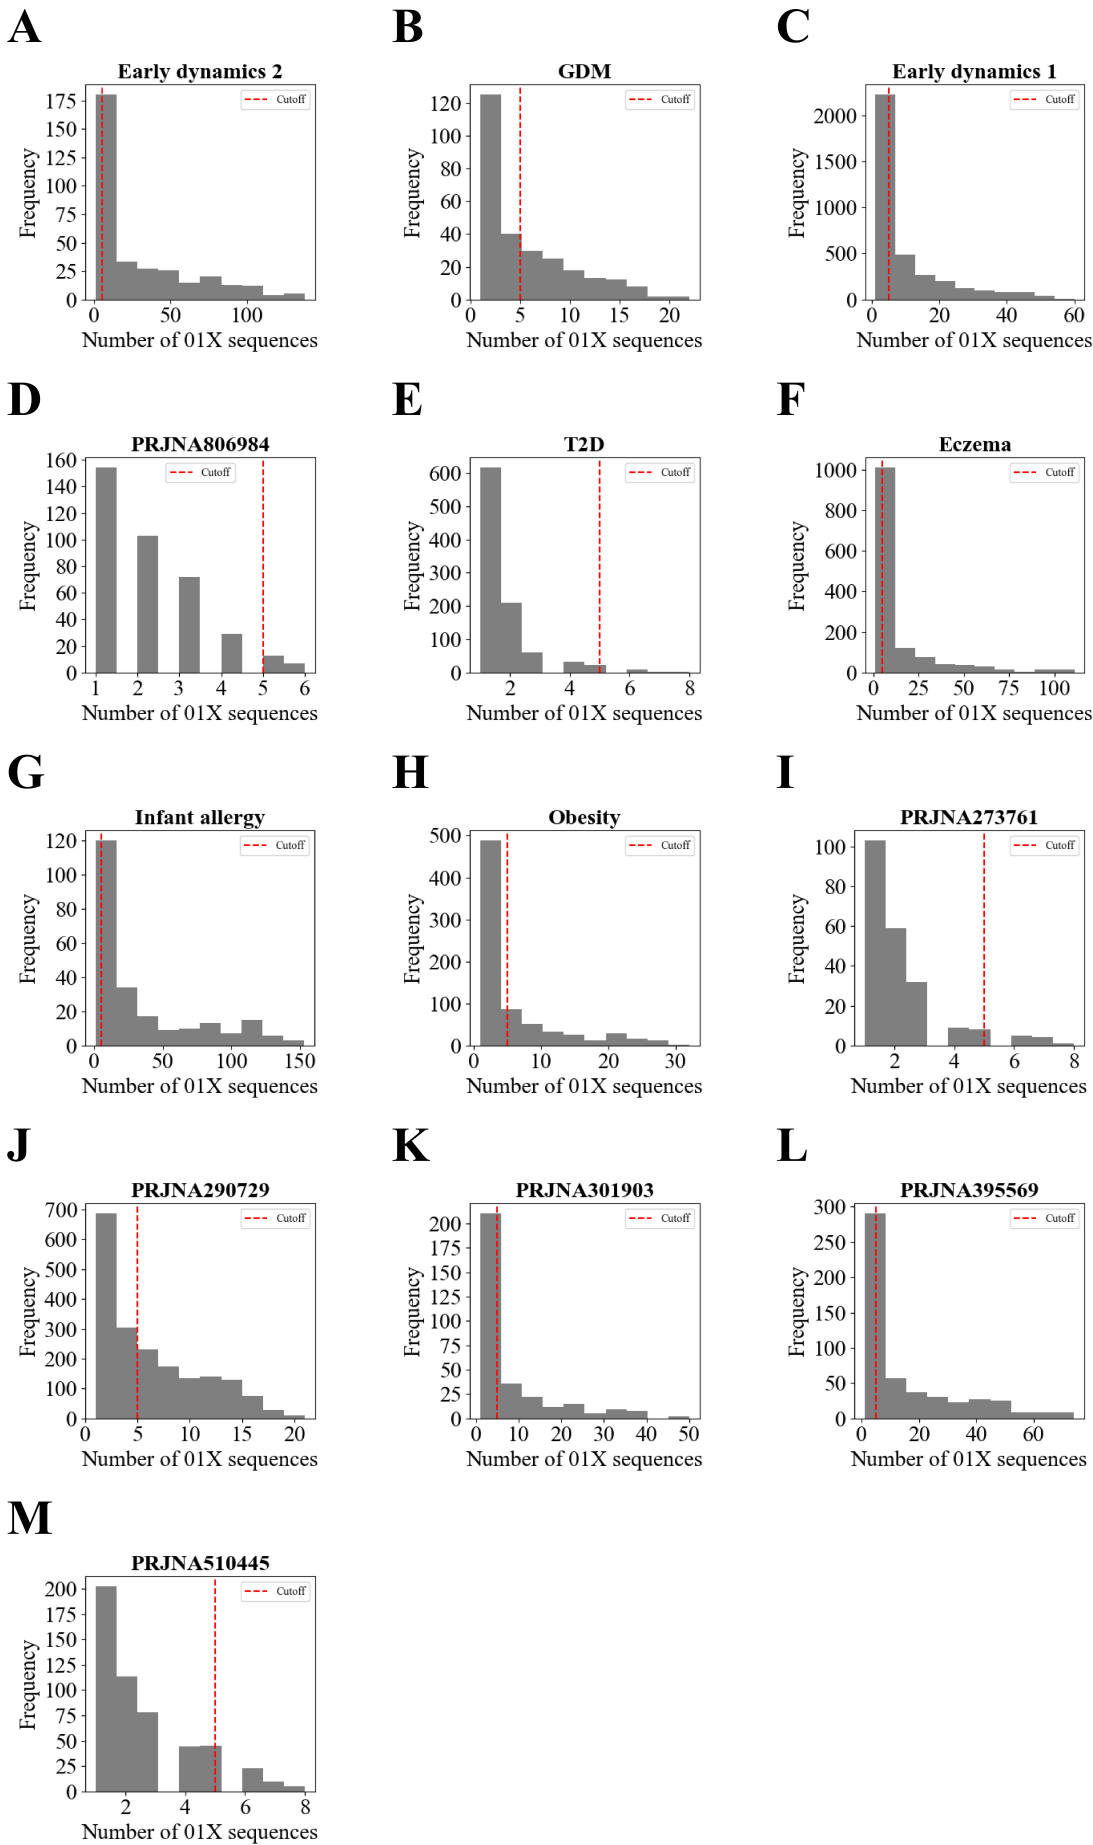 A
B
C
Early dynamics 2
Cutoff
Frequency
175
150
125
100
75
50
25
0
0 50 100
Number of 01X sequences
GDM
Cutoff
Frequency
120
100
80
60
40
20
0
0 5 10 15 20
Number of 01X sequences
Early dynamics 1
Cutoff
Frequency
2000
1500
1000
500
0
0 20 40 60
Number of 01X sequences
D
E
F
PRJNA806984
Cutoff
Frequency
160
140
120
100
80
60
40
20
0
1 2 3 4 5 6
Number of 01X sequences
T2D
Cutoff
Frequency
600
500
400
300
200
100
0
2 4 6 8
Number of 01X sequences
Eczema
Cutoff
Frequency
1000
800
600
400
200
0
0 25 50 75 100
Number of 01X sequences
G
H
I
Infant allergy
Cutoff
Frequency
120
100
80
60
40
20
0
0 50 100 150
Number of 01X sequences
Obesity
Cutoff
Frequency
500
400
300
200
100
0
0 10 20 30
Number of 01X sequences
PRJNA273761
Cutoff
Frequency
100
80
60
40
20
0
2 4 6 8
Number of 01X sequences
J
K
L
PRJNA290729
Cutoff
Frequency
700
600
500
400
300
200
100
0
0 5 10 15 20
Number of 01X sequences
PRJNA301903
Cutoff
Frequency
200
175
150
125
100
75
50
25
0
0 10 20 30 40 50
Number of 01X sequences
PRJNA395569
Cutoff
Frequency
300
250
200
150
100
50
0
0 20 40 60
Number of 01X sequences
M
PRJNA510445
Cutoff
Frequency
200
175
150
125
100
75
50
25
0
2 4 6 8
Number of 01X sequences